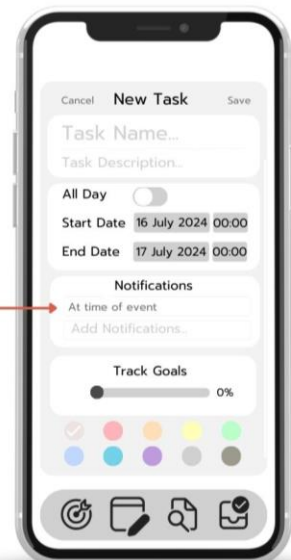 Cancel New Task Save
Task Name...
Task Description...
All Day
Start Date 16 July 2024 00:00
End Date 17 July 2024 00:00
Notifications
At time of event
Add Notifications...
Track Goals
0%